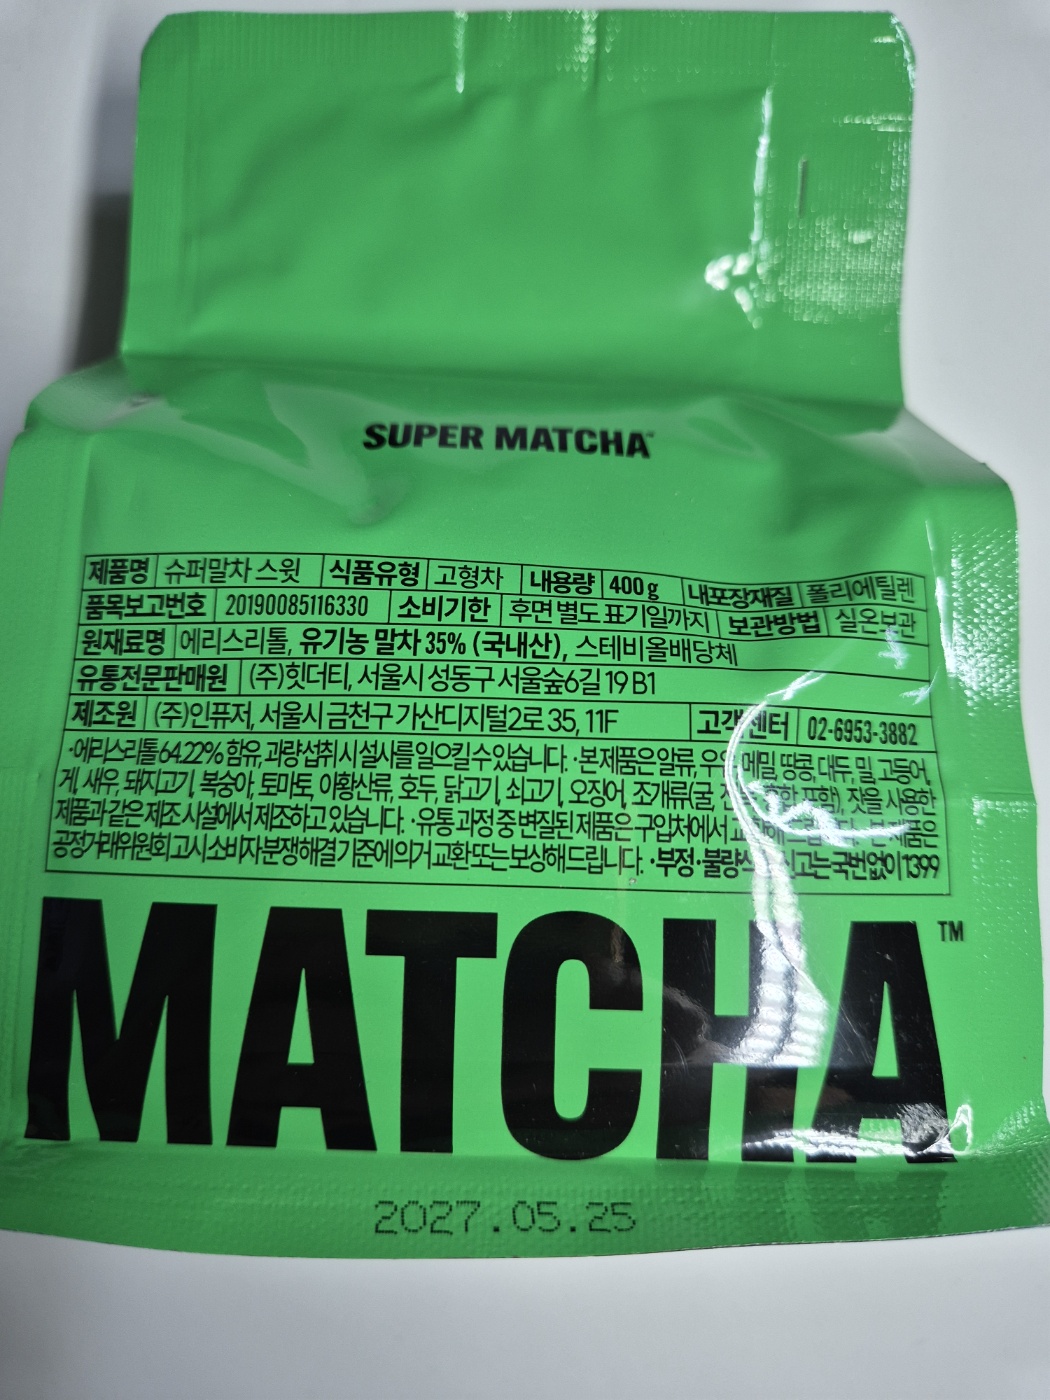 SUPER MATCHA™
제품명 슈퍼말차 스윗 식품유형 고형차 내용량 400g 내포장재질 폴리에틸렌
품목보고번호 20190085116330 소비기한 후면 별도 표기일까지 보관방법 실온보관
원재료명 에리스리톨, 유기농 말차 35% (국내산), 스테비올배당체
유통전문판매원 (주)힛더티, 서울시 성동구 서울숲6길 19 B1
제조원 (주)인퓨저, 서울시 금천구 가산디지털2로 35, 11F 고객센터 02-6953-3882
·에리스리톨 64.22% 함유, 과량섭취 시 설사를 일으킬 수 있습니다. ·본 제품은 알류, 메밀, 땅콩, 대두, 밀, 고등어,
게, 새우, 돼지고기, 복숭아, 토마토, 아황산류, 호두, 닭고기, 쇠고기, 오징어, 조개류(굴, 포함), 잣을 사용한
제품과 같은 제조 시설에서 제조하고 있습니다. ·유통 과정 중 변질된 제품은 구입처에서 본 제품은
공정거래위원회 고시 소비자분쟁해결기준에 의거 교환 또는 보상해 드립니다. ·부정·불량식품 신고는 국번없이 1399
MATCHA™
2027.05.25